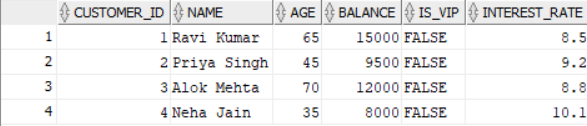 CUSTOMER_ID NAME AGE BALANCE IS_VIP INTEREST_RATE
1 1 Ravi Kumar 65 15000 FALSE 8.5
2 2 Priya Singh 45 9500 FALSE 9.2
3 3 Alok Mehta 70 12000 FALSE 8.8
4 4 Neha Jain 35 8000 FALSE 10.1